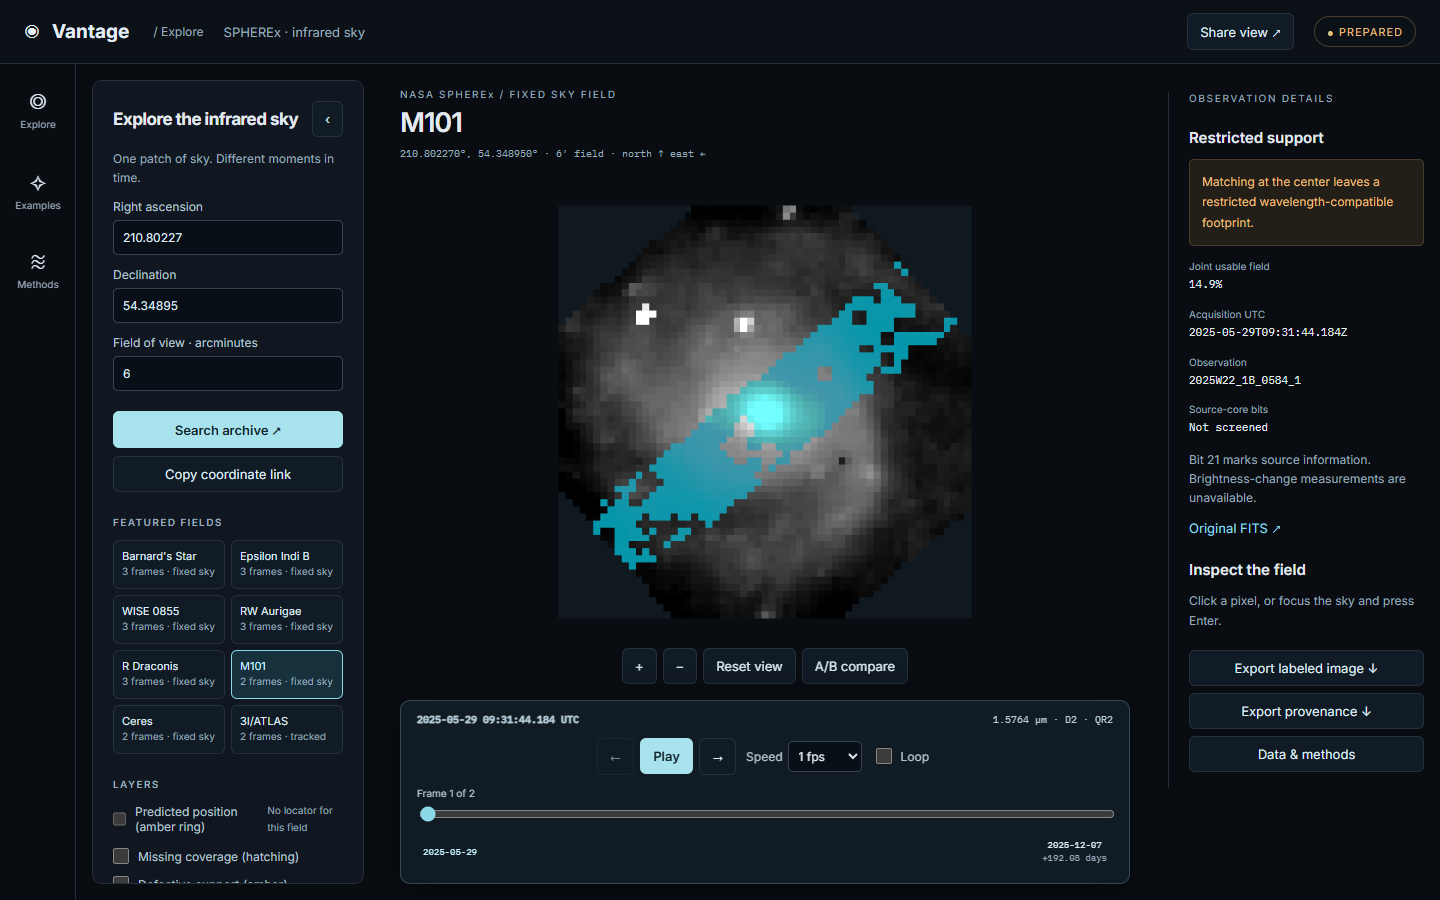 Vantage / Explore SPHEREx · infrared sky Share view ↗ • PREPARED
Explore
Examples
Methods
Explore the infrared sky ‹
One patch of sky. Different moments in
time.
Right ascension
210.80227
Declination
54.34895
Field of view · arcminutes
6
Search archive ↗
Copy coordinate link
FEATURED FIELDS
Barnard's Star
3 frames · fixed sky
Epsilon Indi B
3 frames · fixed sky
WISE 0855
3 frames · fixed sky
RW Aurigae
3 frames · fixed sky
R Draconis
3 frames · fixed sky
M101
2 frames · fixed sky
Ceres
2 frames · fixed sky
3I/ATLAS
2 frames · tracked
LAYERS
Predicted position
(amber ring)
No locator for
this field
Missing coverage (hatching)
NASA SPHEREx / FIXED SKY FIELD
M101
210.802270°, 54.348950° · 6′ field · north ↑ east ←
+ − Reset view A/B compare
2025-05-29 09:31:44.184 UTC 1.5764 µm · D2 · QR2
← Play → Speed 1 fps Loop
Frame 1 of 2
2025-05-29
2025-12-07
+192.08 days
OBSERVATION DETAILS
Restricted support
Matching at the center leaves a
restricted wavelength-compatible
footprint.
Joint usable field
14.9%
Acquisition UTC
2025-05-29T09:31:44.184Z
Observation
2025W22_1B_0584_1
Source-core bits
Not screened
Bit 21 marks source information.
Brightness-change measurements are
unavailable.
Original FITS ↗
Inspect the field
Click a pixel, or focus the sky and press
Enter.
Export labeled image ↓
Export provenance ↓
Data & methods